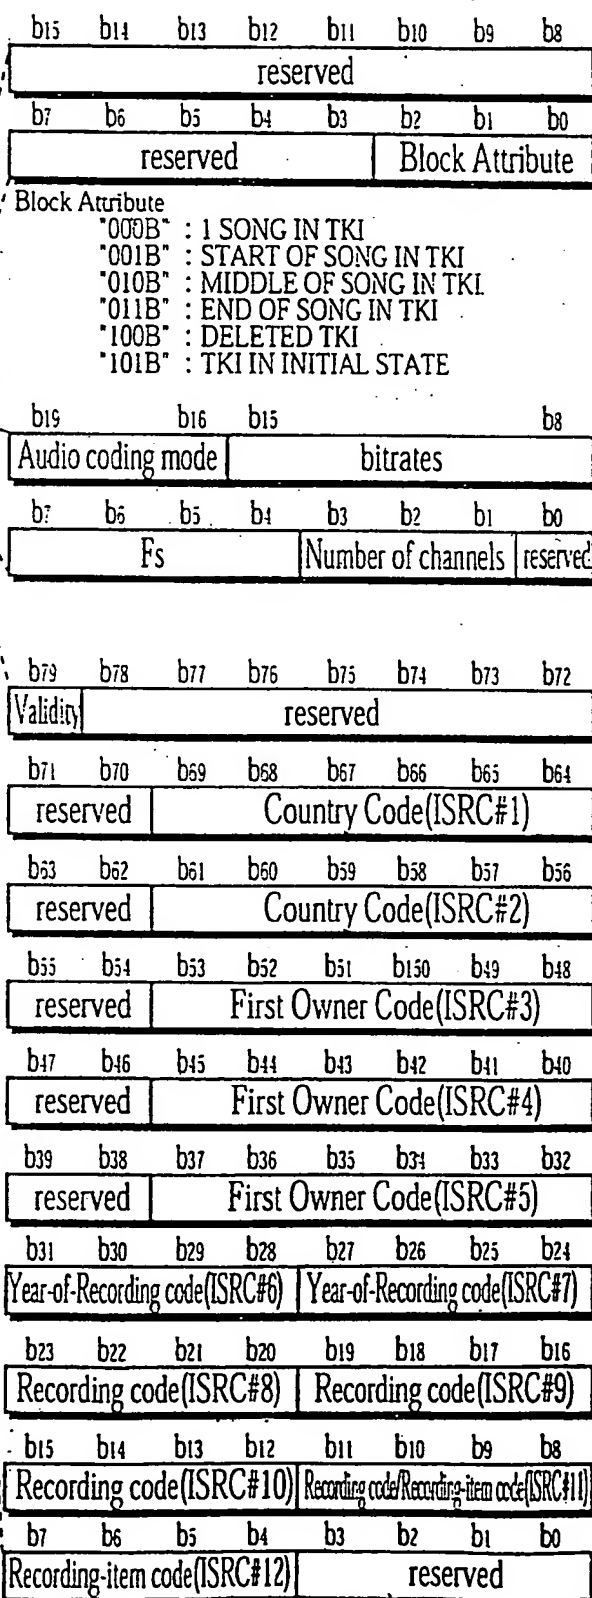 b15 b14 b13 b12 b11 b10 b9 b8
reserved
b7 b6 b5 b4 b3 b2 b1 b0
reserved Block Attribute
Block Attribute
"000B" : 1 SONG IN TKI
"001B" : START OF SONG IN TKI
"010B" : MIDDLE OF SONG IN TKI
"011B" : END OF SONG IN TKI
"100B" : DELETED TKI
"101B" : TKI IN INITIAL STATE
b19 b16 b15 b8
Audio coding mode bitrates
b7 b6 b5 b4 b3 b2 b1 b0
Fs Number of channels reserved
b79 b78 b77 b76 b75 b74 b73 b72
Validity reserved
b71 b70 b69 b68 b67 b66 b65 b64
reserved Country Code(ISRC#1)
b63 b62 b61 b60 b59 b58 b57 b56
reserved Country Code(ISRC#2)
b55 b54 b53 b52 b51 b150 b49 b48
reserved First Owner Code(ISRC#3)
b47 b46 b45 b44 b43 b42 b41 b40
reserved First Owner Code(ISRC#4)
b39 b38 b37 b36 b35 b34 b33 b32
reserved First Owner Code(ISRC#5)
b31 b30 b29 b28 b27 b26 b25 b24
Year-of-Recording code(ISRC#6) Year-of-Recording code(ISRC#7)
b23 b22 b21 b20 b19 b18 b17 b16
Recording code(ISRC#8) Recording code(ISRC#9)
b15 b14 b13 b12 b11 b10 b9 b8
Recording code(ISRC#10) Recording code/Recording-item code(ISRC#11)
b7 b6 b5 b4 b3 b2 b1 b0
Recording-item code(ISRC#12) reserved